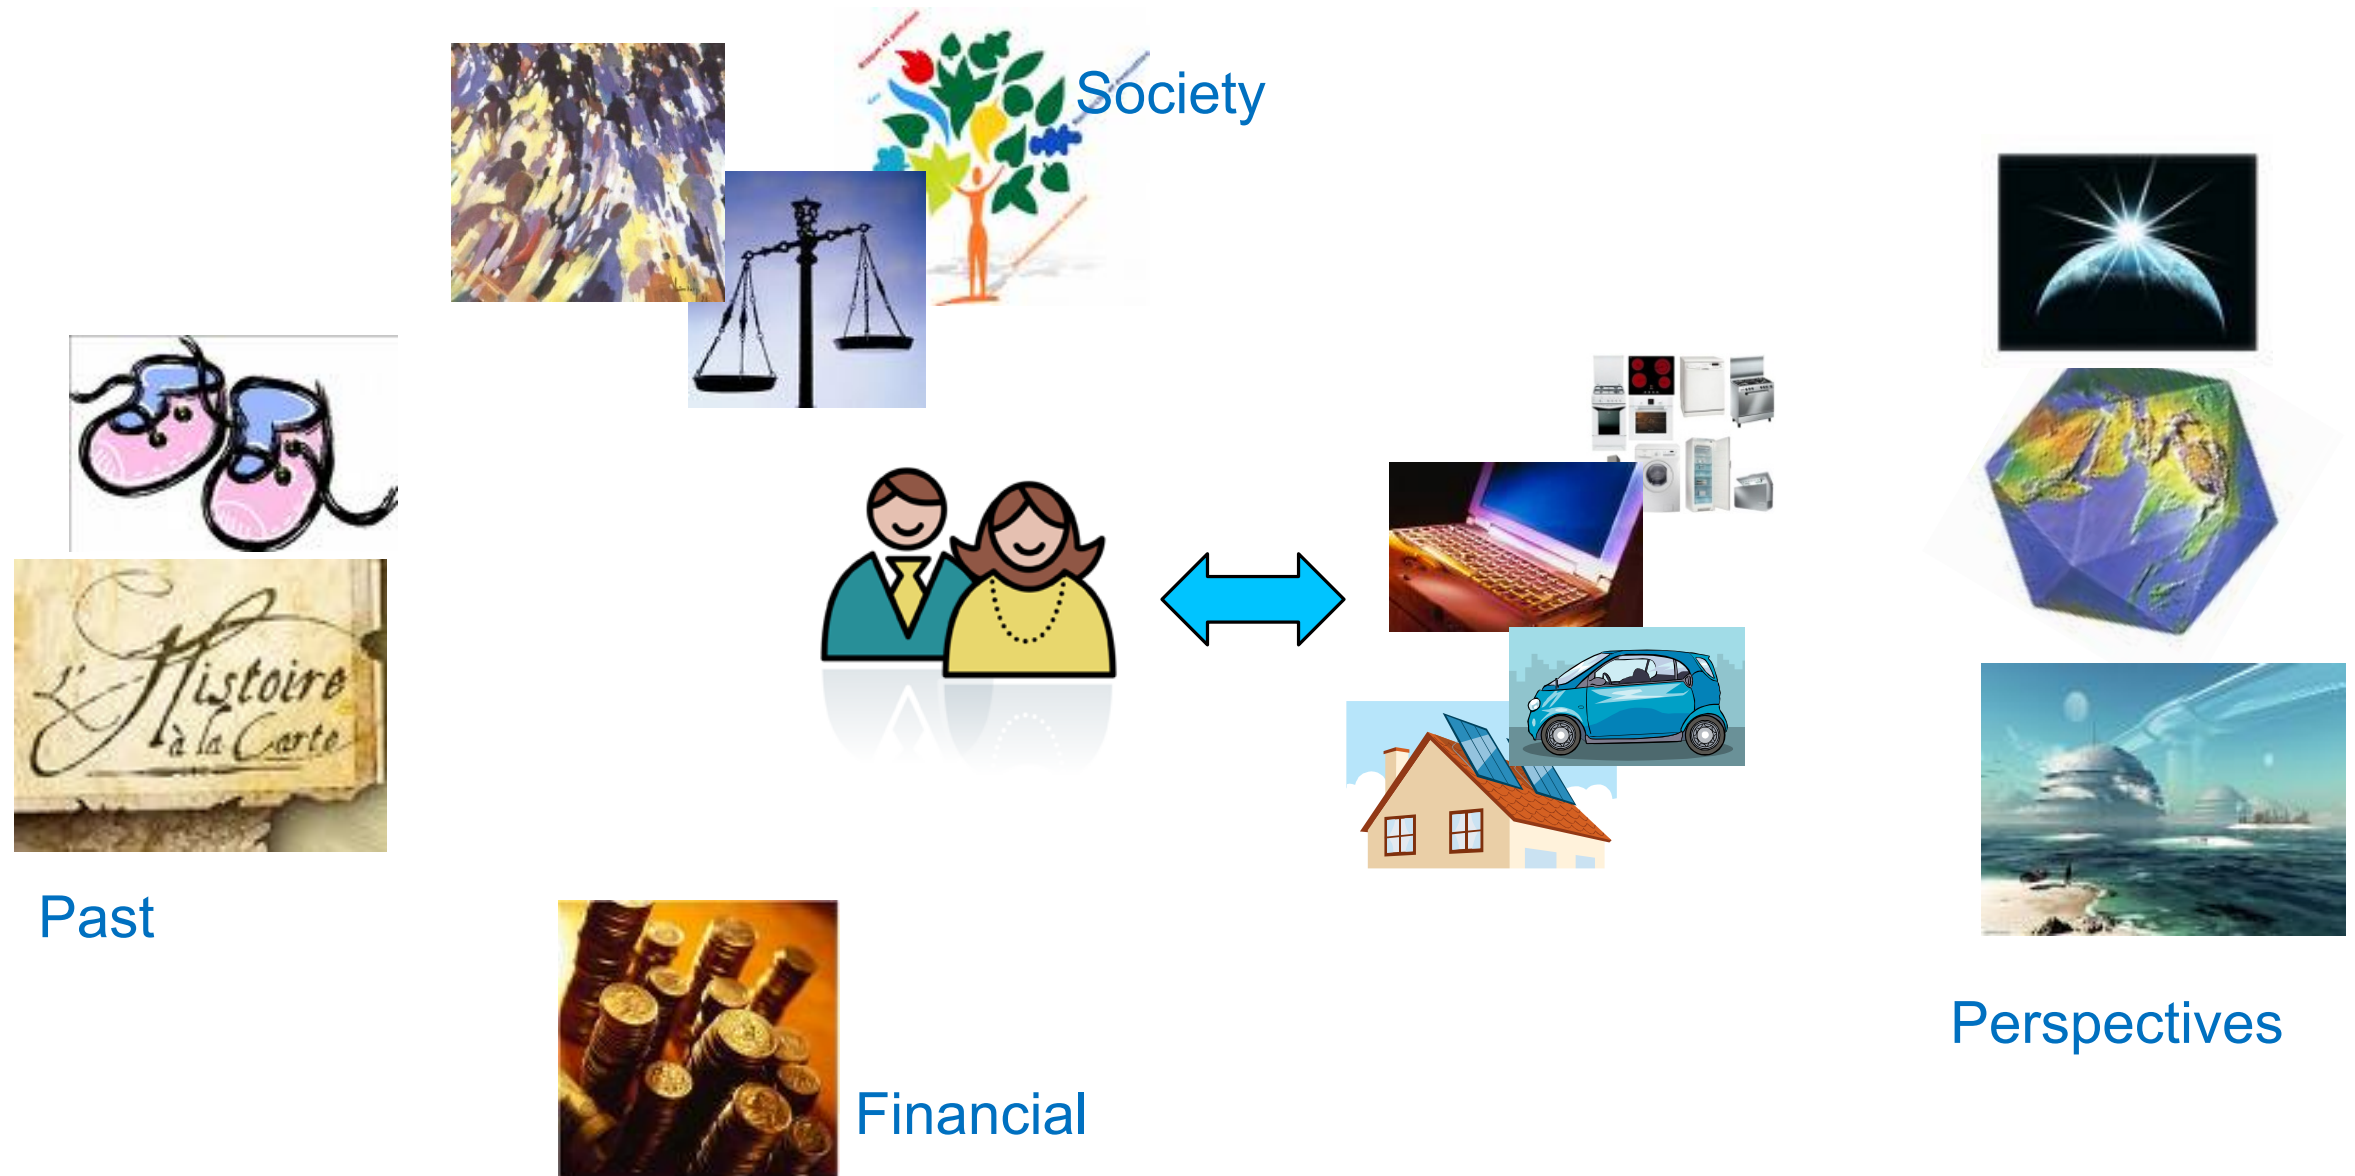 Society
L'Histoire
à la Carte
Past
Perspectives
Financial